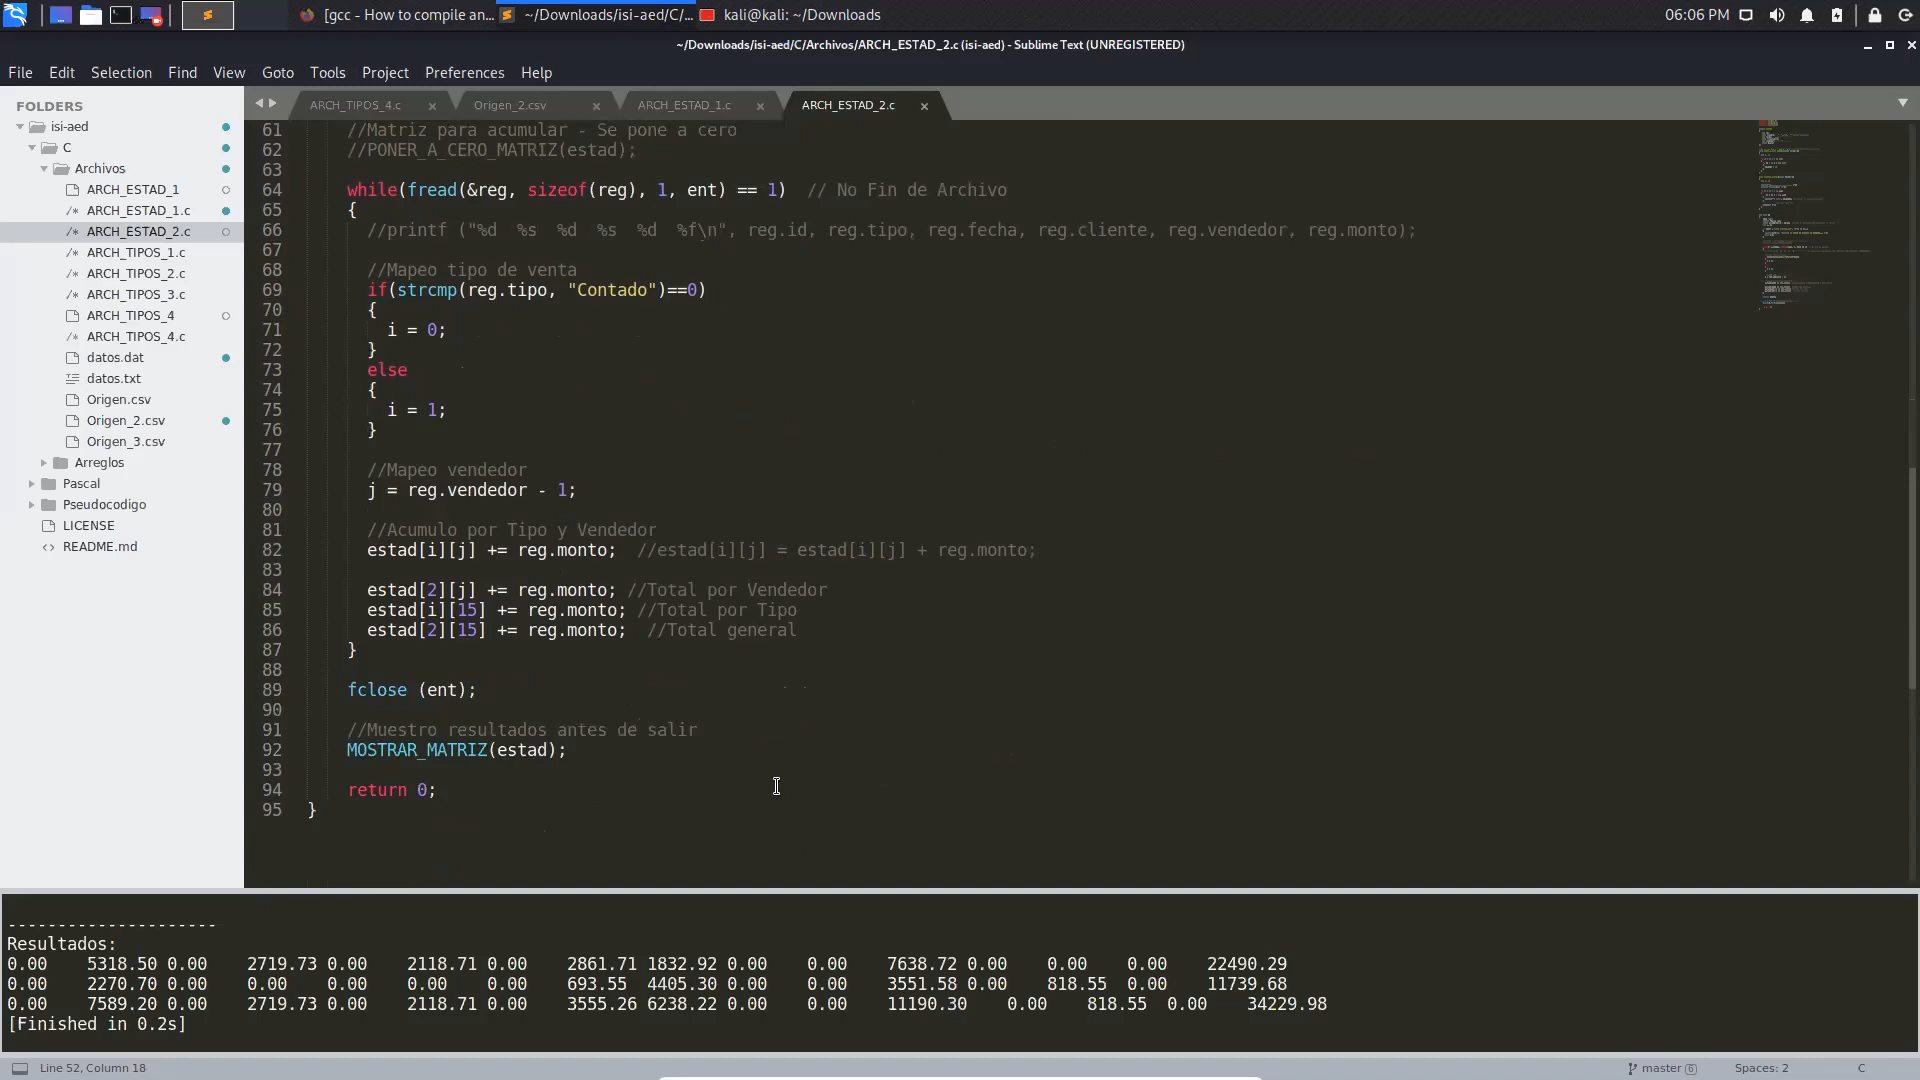 [gcc - How to compile an...
~/Downloads/isi-aed/C/...
kali@kali: ~/Downloads
06:06 PM
~/Downloads/isi-aed/C/Archivos/ARCH_ESTAD_2.c (isi-aed) - Sublime Text (UNREGISTERED)
File Edit Selection Find View Goto Tools Project Preferences Help
FOLDERS
isi-aed
C
Archivos
ARCH_ESTAD_1
ARCH_ESTAD_1.c
ARCH_ESTAD_2.c
ARCH_TIPOS_1.c
ARCH_TIPOS_2.c
ARCH_TIPOS_3.c
ARCH_TIPOS_4
ARCH_TIPOS_4.c
datos.dat
datos.txt
Origen.csv
Origen_2.csv
Origen_3.csv
Arreglos
Pascal
Pseudocodigo
LICENSE
README.md
ARCH_TIPOS_4.c Origen_2.csv ARCH_ESTAD_1.c ARCH_ESTAD_2.c
61 //Matriz para acumular - Se pone a cero
62 //PONER_A_CERO_MATRIZ(estad);
63
64 while(fread(&reg, sizeof(reg), 1, ent) == 1) // No Fin de Archivo
65 {
66 //printf ("%d %s %d %s %d %f\n", reg.id, reg.tipo, reg.fecha, reg.cliente, reg.vendedor, reg.monto);
67
68 //Mapeo tipo de venta
69 if(strcmp(reg.tipo, "Contado")==0)
70 {
71 i = 0;
72 }
73 else
74 {
75 i = 1;
76 }
77
78 //Mapeo vendedor
79 j = reg.vendedor - 1;
80
81 //Acumulo por Tipo y Vendedor
82 estad[i][j] += reg.monto; //estad[i][j] = estad[i][j] + reg.monto;
83
84 estad[2][j] += reg.monto; //Total por Vendedor
85 estad[i][15] += reg.monto; //Total por Tipo
86 estad[2][15] += reg.monto; //Total general
87 }
88
89 fclose (ent);
90
91 //Muestro resultados antes de salir
92 MOSTRAR_MATRIZ(estad);
93
94 return 0;
95 }
---------------------
Resultados:
0.00 5318.50 0.00 2719.73 0.00 2118.71 0.00 2861.71 1832.92 0.00 0.00 7638.72 0.00 0.00 0.00 22490.29
0.00 2270.70 0.00 0.00 0.00 0.00 0.00 693.55 4405.30 0.00 0.00 3551.58 0.00 818.55 0.00 11739.68
0.00 7589.20 0.00 2719.73 0.00 2118.71 0.00 3555.26 6238.22 0.00 0.00 11190.30 0.00 818.55 0.00 34229.98
[Finished in 0.2s]
Line 52, Column 18
master 6
Spaces: 2
C